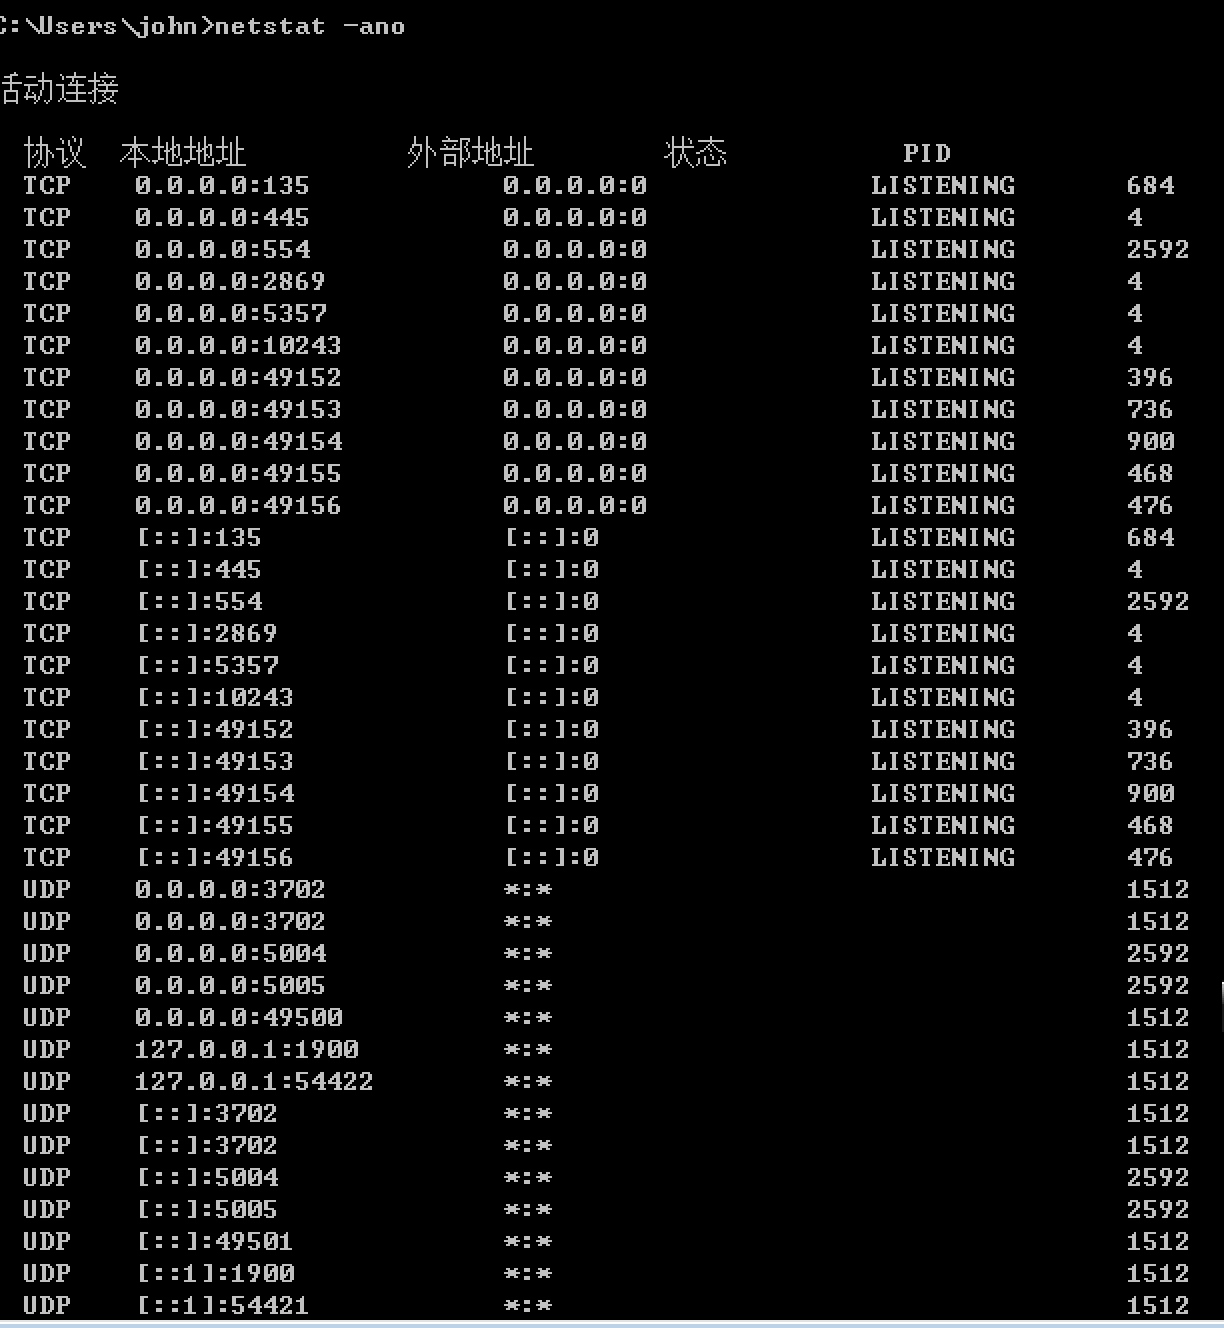 C:\Users\john>netstat -ano
活动连接
协议 本地地址 外部地址 状态 PID
TCP 0.0.0.0:135 0.0.0.0:0 LISTENING 684
TCP 0.0.0.0:445 0.0.0.0:0 LISTENING 4
TCP 0.0.0.0:554 0.0.0.0:0 LISTENING 2592
TCP 0.0.0.0:2869 0.0.0.0:0 LISTENING 4
TCP 0.0.0.0:5357 0.0.0.0:0 LISTENING 4
TCP 0.0.0.0:10243 0.0.0.0:0 LISTENING 4
TCP 0.0.0.0:49152 0.0.0.0:0 LISTENING 396
TCP 0.0.0.0:49153 0.0.0.0:0 LISTENING 736
TCP 0.0.0.0:49154 0.0.0.0:0 LISTENING 900
TCP 0.0.0.0:49155 0.0.0.0:0 LISTENING 468
TCP 0.0.0.0:49156 0.0.0.0:0 LISTENING 476
TCP [::]:135 [::]:0 LISTENING 684
TCP [::]:445 [::]:0 LISTENING 4
TCP [::]:554 [::]:0 LISTENING 2592
TCP [::]:2869 [::]:0 LISTENING 4
TCP [::]:5357 [::]:0 LISTENING 4
TCP [::]:10243 [::]:0 LISTENING 4
TCP [::]:49152 [::]:0 LISTENING 396
TCP [::]:49153 [::]:0 LISTENING 736
TCP [::]:49154 [::]:0 LISTENING 900
TCP [::]:49155 [::]:0 LISTENING 468
TCP [::]:49156 [::]:0 LISTENING 476
UDP 0.0.0.0:3702 *:* 1512
UDP 0.0.0.0:3702 *:* 1512
UDP 0.0.0.0:5004 *:* 2592
UDP 0.0.0.0:5005 *:* 2592
UDP 0.0.0.0:49500 *:* 1512
UDP 127.0.0.1:1900 *:* 1512
UDP 127.0.0.1:54422 *:* 1512
UDP [::]:3702 *:* 1512
UDP [::]:3702 *:* 1512
UDP [::]:5004 *:* 2592
UDP [::]:5005 *:* 2592
UDP [::]:49501 *:* 1512
UDP [::1]:1900 *:* 1512
UDP [::1]:54421 *:* 1512